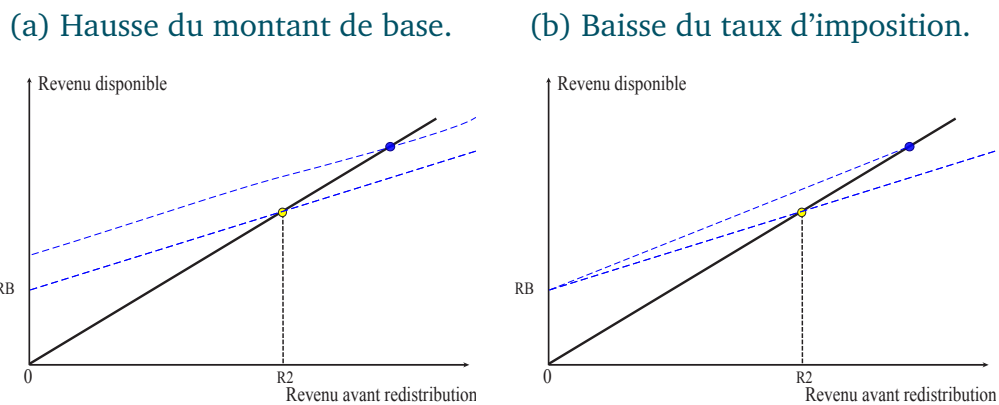 (a) Hausse du montant de base.
Revenu disponible
RB
0
R2
Revenu avant redistribution
(b) Baisse du taux d’imposition.
Revenu disponible
RB
0
R2
Revenu avant redistribution